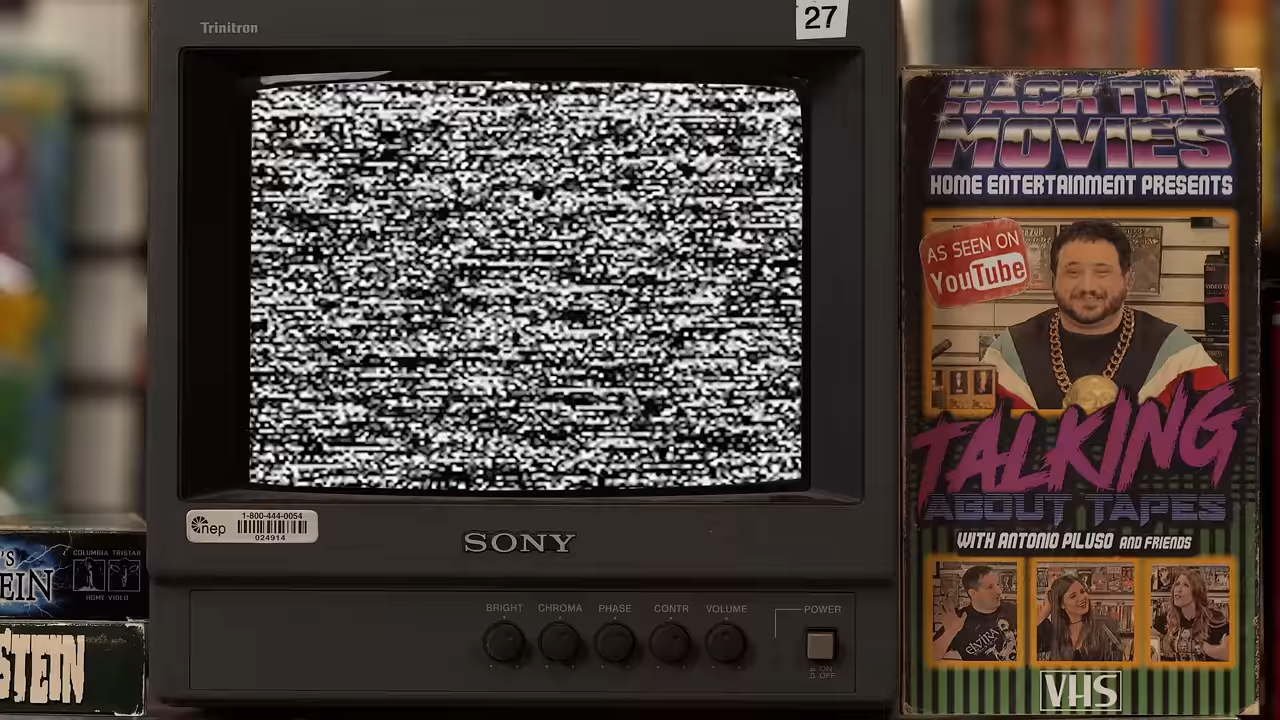 Trinitron
27
1-800-444-0054
nep
024914
SONY
BRIGHT CHROMA PHASE CONTR VOLUME POWER
ON
OFF
'S
EIN
COLUMBIA TRISTAR
HOME VIDEO
STEIN
HACK THE
MOVIES
HOME ENTERTAINMENT PRESENTS
AS SEEN ON
YouTube
TALKING
ABOUT TAPES
WITH ANTONIO PILUSO AND FRIENDS
ELVIRA
VHS